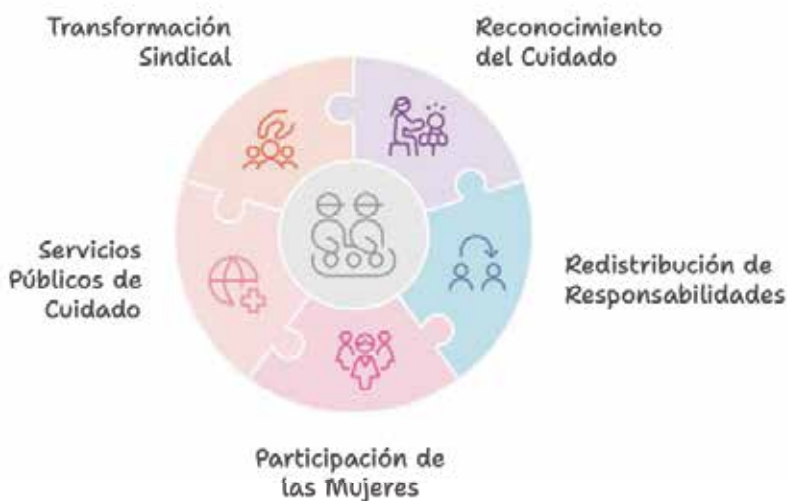 Transformación
Sindical
Reconocimiento
del Cuidado
Servicios
Públicos de
Cuidado
Redistribución de
Responsabilidades
Participación de
las Mujeres